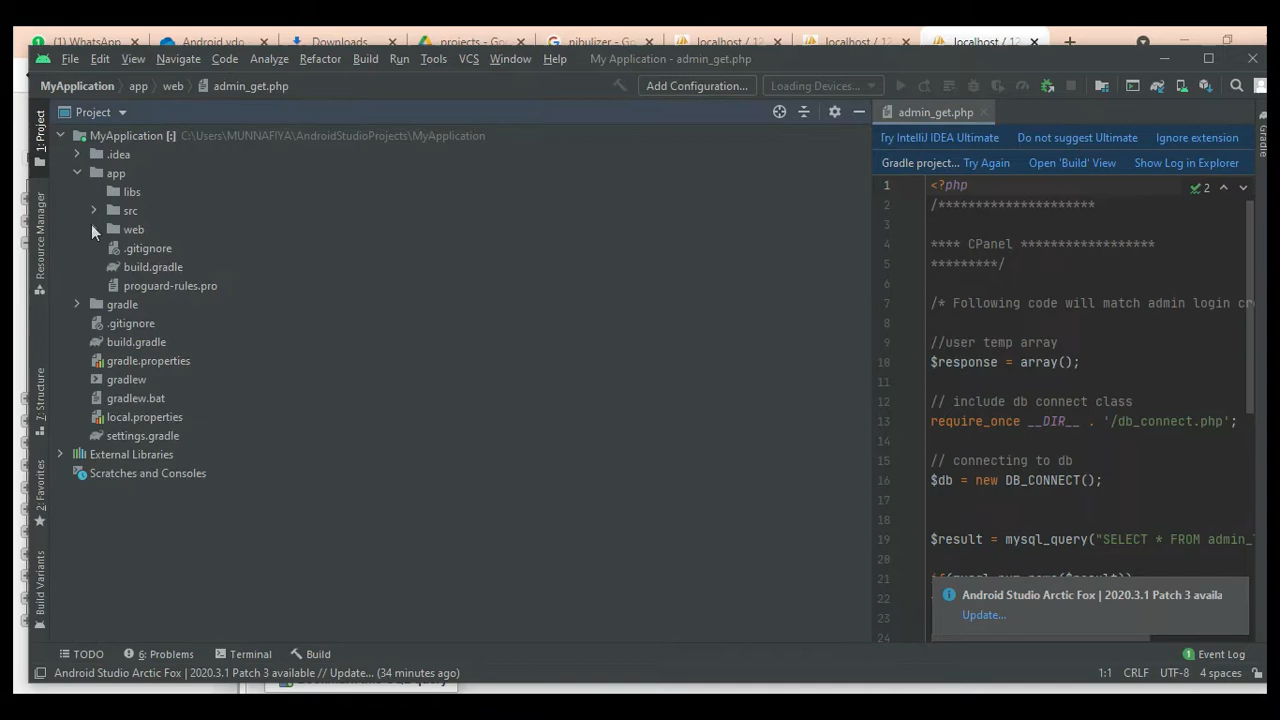 (1) WhatsApp
Android vdo
Downloads
projects - Go
nibulizer - G
localhost / 12
localhost / 12
localhost / 12
File Edit View Navigate Code Analyze Refactor Build Run Tools VCS Window Help My Application - admin_get.php
MyApplication app web admin_get.php Add Configuration... Loading Devices...
Project
admin_get.php
1: Project
Resource Manager
7: Structure
2: Favorites
Build Variants
MyApplication [:] C:\Users\MUNNAFIYA\AndroidStudioProjects\MyApplication
.idea
app
libs
src
web
.gitignore
build.gradle
proguard-rules.pro
gradle
.gitignore
build.gradle
gradle.properties
gradlew
gradlew.bat
local.properties
settings.gradle
External Libraries
Scratches and Consoles
Try IntelliJ IDEA Ultimate Do not suggest Ultimate Ignore extension
Gradle project... Try Again Open 'Build' View Show Log in Explorer
Gradle
2
1 <?php
2 /*********************
3
4 **** CPanel ******************
5 *********/
6
7 /* Following code will match admin login cr
8
9 //user temp array
10 $response = array();
11
12 // include db connect class
13 require_once __DIR__ . '/db_connect.php';
14
15 // connecting to db
16 $db = new DB_CONNECT();
17
18
19 $result = mysql_query("SELECT * FROM admin_
20
21
22
23
24
Android Studio Arctic Fox | 2020.3.1 Patch 3 availa
Update...
TODO 6: Problems Terminal Build 1 Event Log
Android Studio Arctic Fox | 2020.3.1 Patch 3 available // Update... (34 minutes ago) 1:1 CRLF UTF-8 4 spaces